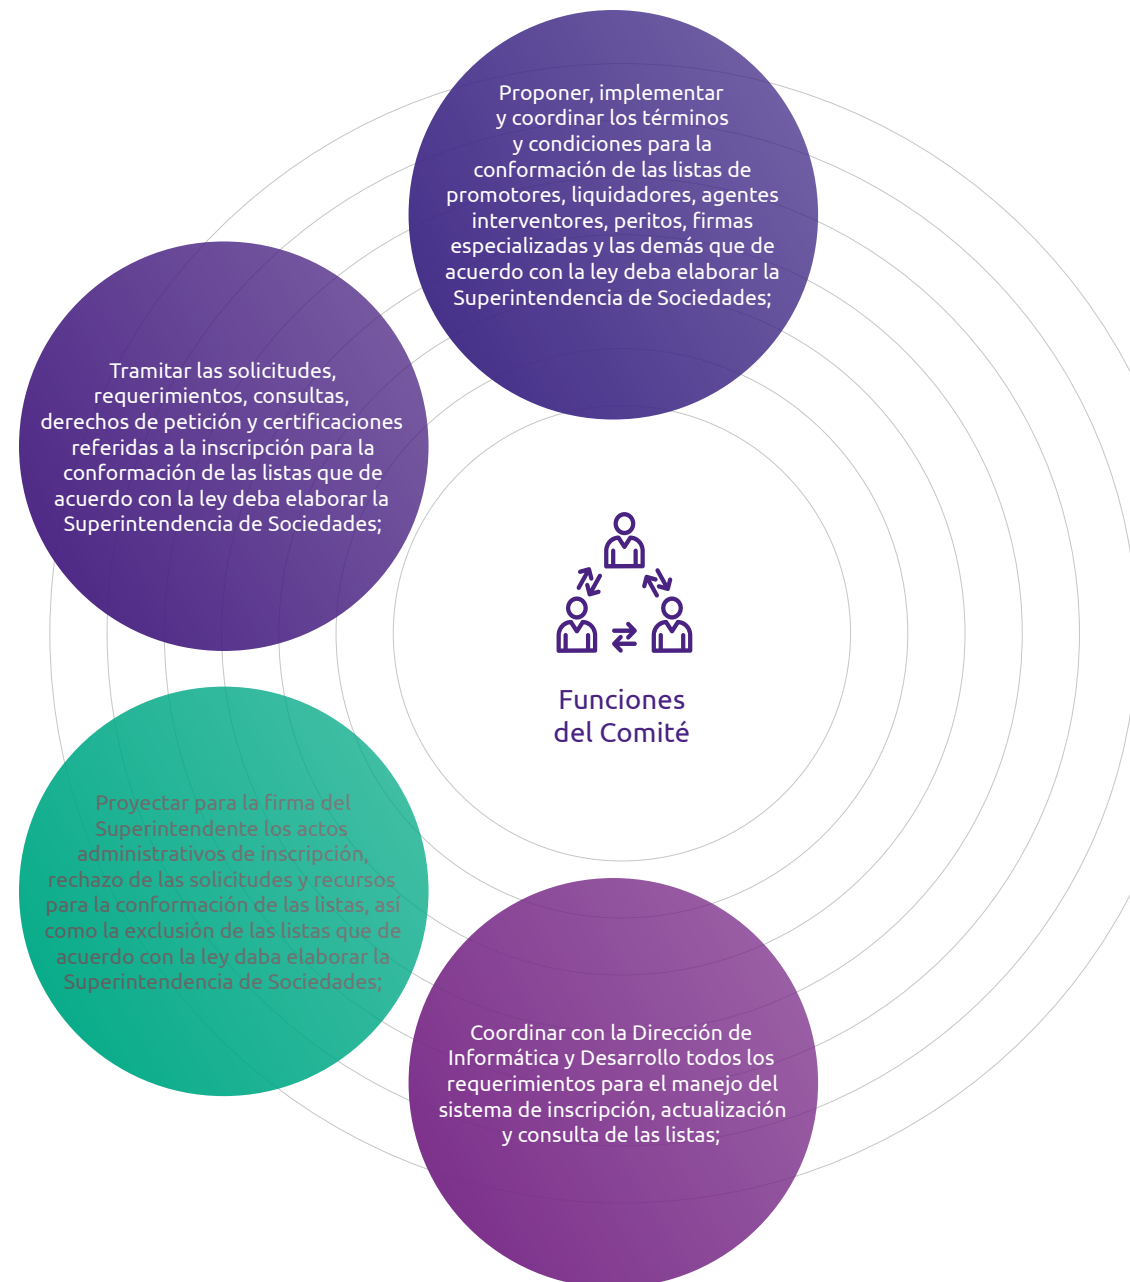 Proponer, implementar
y coordinar los términos
y condiciones para la
conformación de las listas de
promotores, liquidadores, agentes
interventores, peritos, firmas
especializadas y las demás que de
acuerdo con la ley deba elaborar la
Superintendencia de Sociedades;
Tramitar las solicitudes,
requerimientos, consultas,
derechos de petición y certificaciones
referidas a la inscripción para la
conformación de las listas que de
acuerdo con la ley deba elaborar la
Superintendencia de Sociedades;
Funciones
del Comité
Proyectar para la firma del
Superintendente los actos
administrativos de inscripción,
rechazo de las solicitudes y recursos
para la conformación de las listas, así
como la exclusión de las listas que de
acuerdo con la ley daba elaborar la
Superintendencia de Sociedades;
Coordinar con la Dirección de
Informática y Desarrollo todos los
requerimientos para el manejo del
sistema de inscripción, actualización
y consulta de las listas;